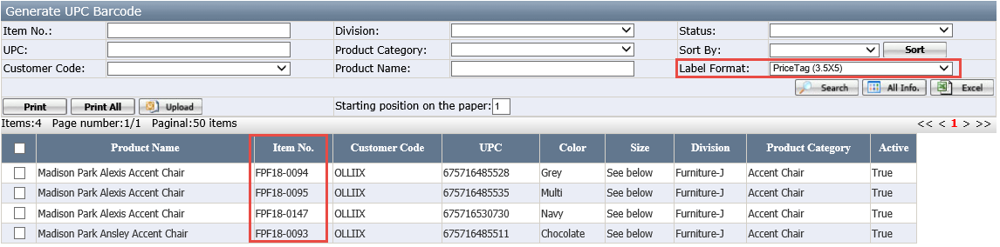 Generate UPC Barcode
Item No.: Division: Status:
UPC: Product Category: Sort By: Sort
Customer Code: Product Name: Label Format: PriceTag (3.5X5)
Search All Info. Excel
Print Print All Upload Starting position on the paper: 1
Items:4 Page number:1/1 Paginal:50 items << < 1 > >>
Product Name Item No. Customer Code UPC Color Size Division Product Category Active
Madison Park Alexis Accent Chair FPF18-0094 OLLIIX 675716485528 Grey See below Furniture-J Accent Chair True
Madison Park Alexis Accent Chair FPF18-0095 OLLIIX 675716485535 Multi See below Furniture-J Accent Chair True
Madison Park Alexis Accent Chair FPF18-0147 OLLIIX 675716530730 Navy See below Furniture-J Accent Chair True
Madison Park Ansley Accent Chair FPF18-0093 OLLIIX 675716485511 Chocolate See below Furniture-J Accent Chair True